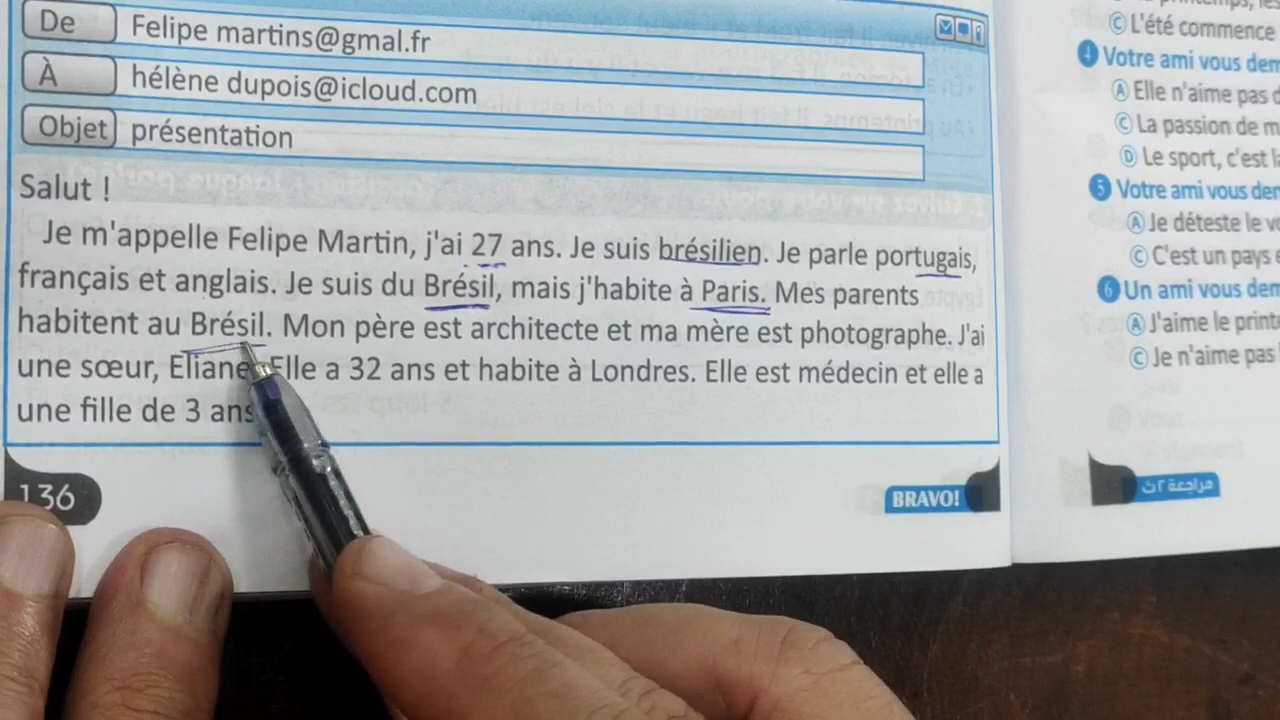 De Felipe martins@gmal.fr
À hélène dupois@icloud.com
Objet présentation
Salut !
Je m'appelle Felipe Martin, j'ai 27 ans. Je suis brésilien. Je parle portugais,
français et anglais. Je suis du Brésil, mais j'habite à Paris. Mes parents
habitent au Brésil. Mon père est architecte et ma mère est photographe. J'ai
une sœur, Eliane. Elle a 32 ans et habite à Londres. Elle est médecin et elle a
une fille de 3 ans
136
BRAVO!
C L'été commence
4 Votre ami vous dem
A Elle n'aime pas d
C La passion de m
D Le sport, c'est l
5 Votre ami vous der
A Je déteste le v
C C'est un pays e
6 Un ami vous dem
A J'aime le print
C Je n'aime pas
مراجعة ٢ث